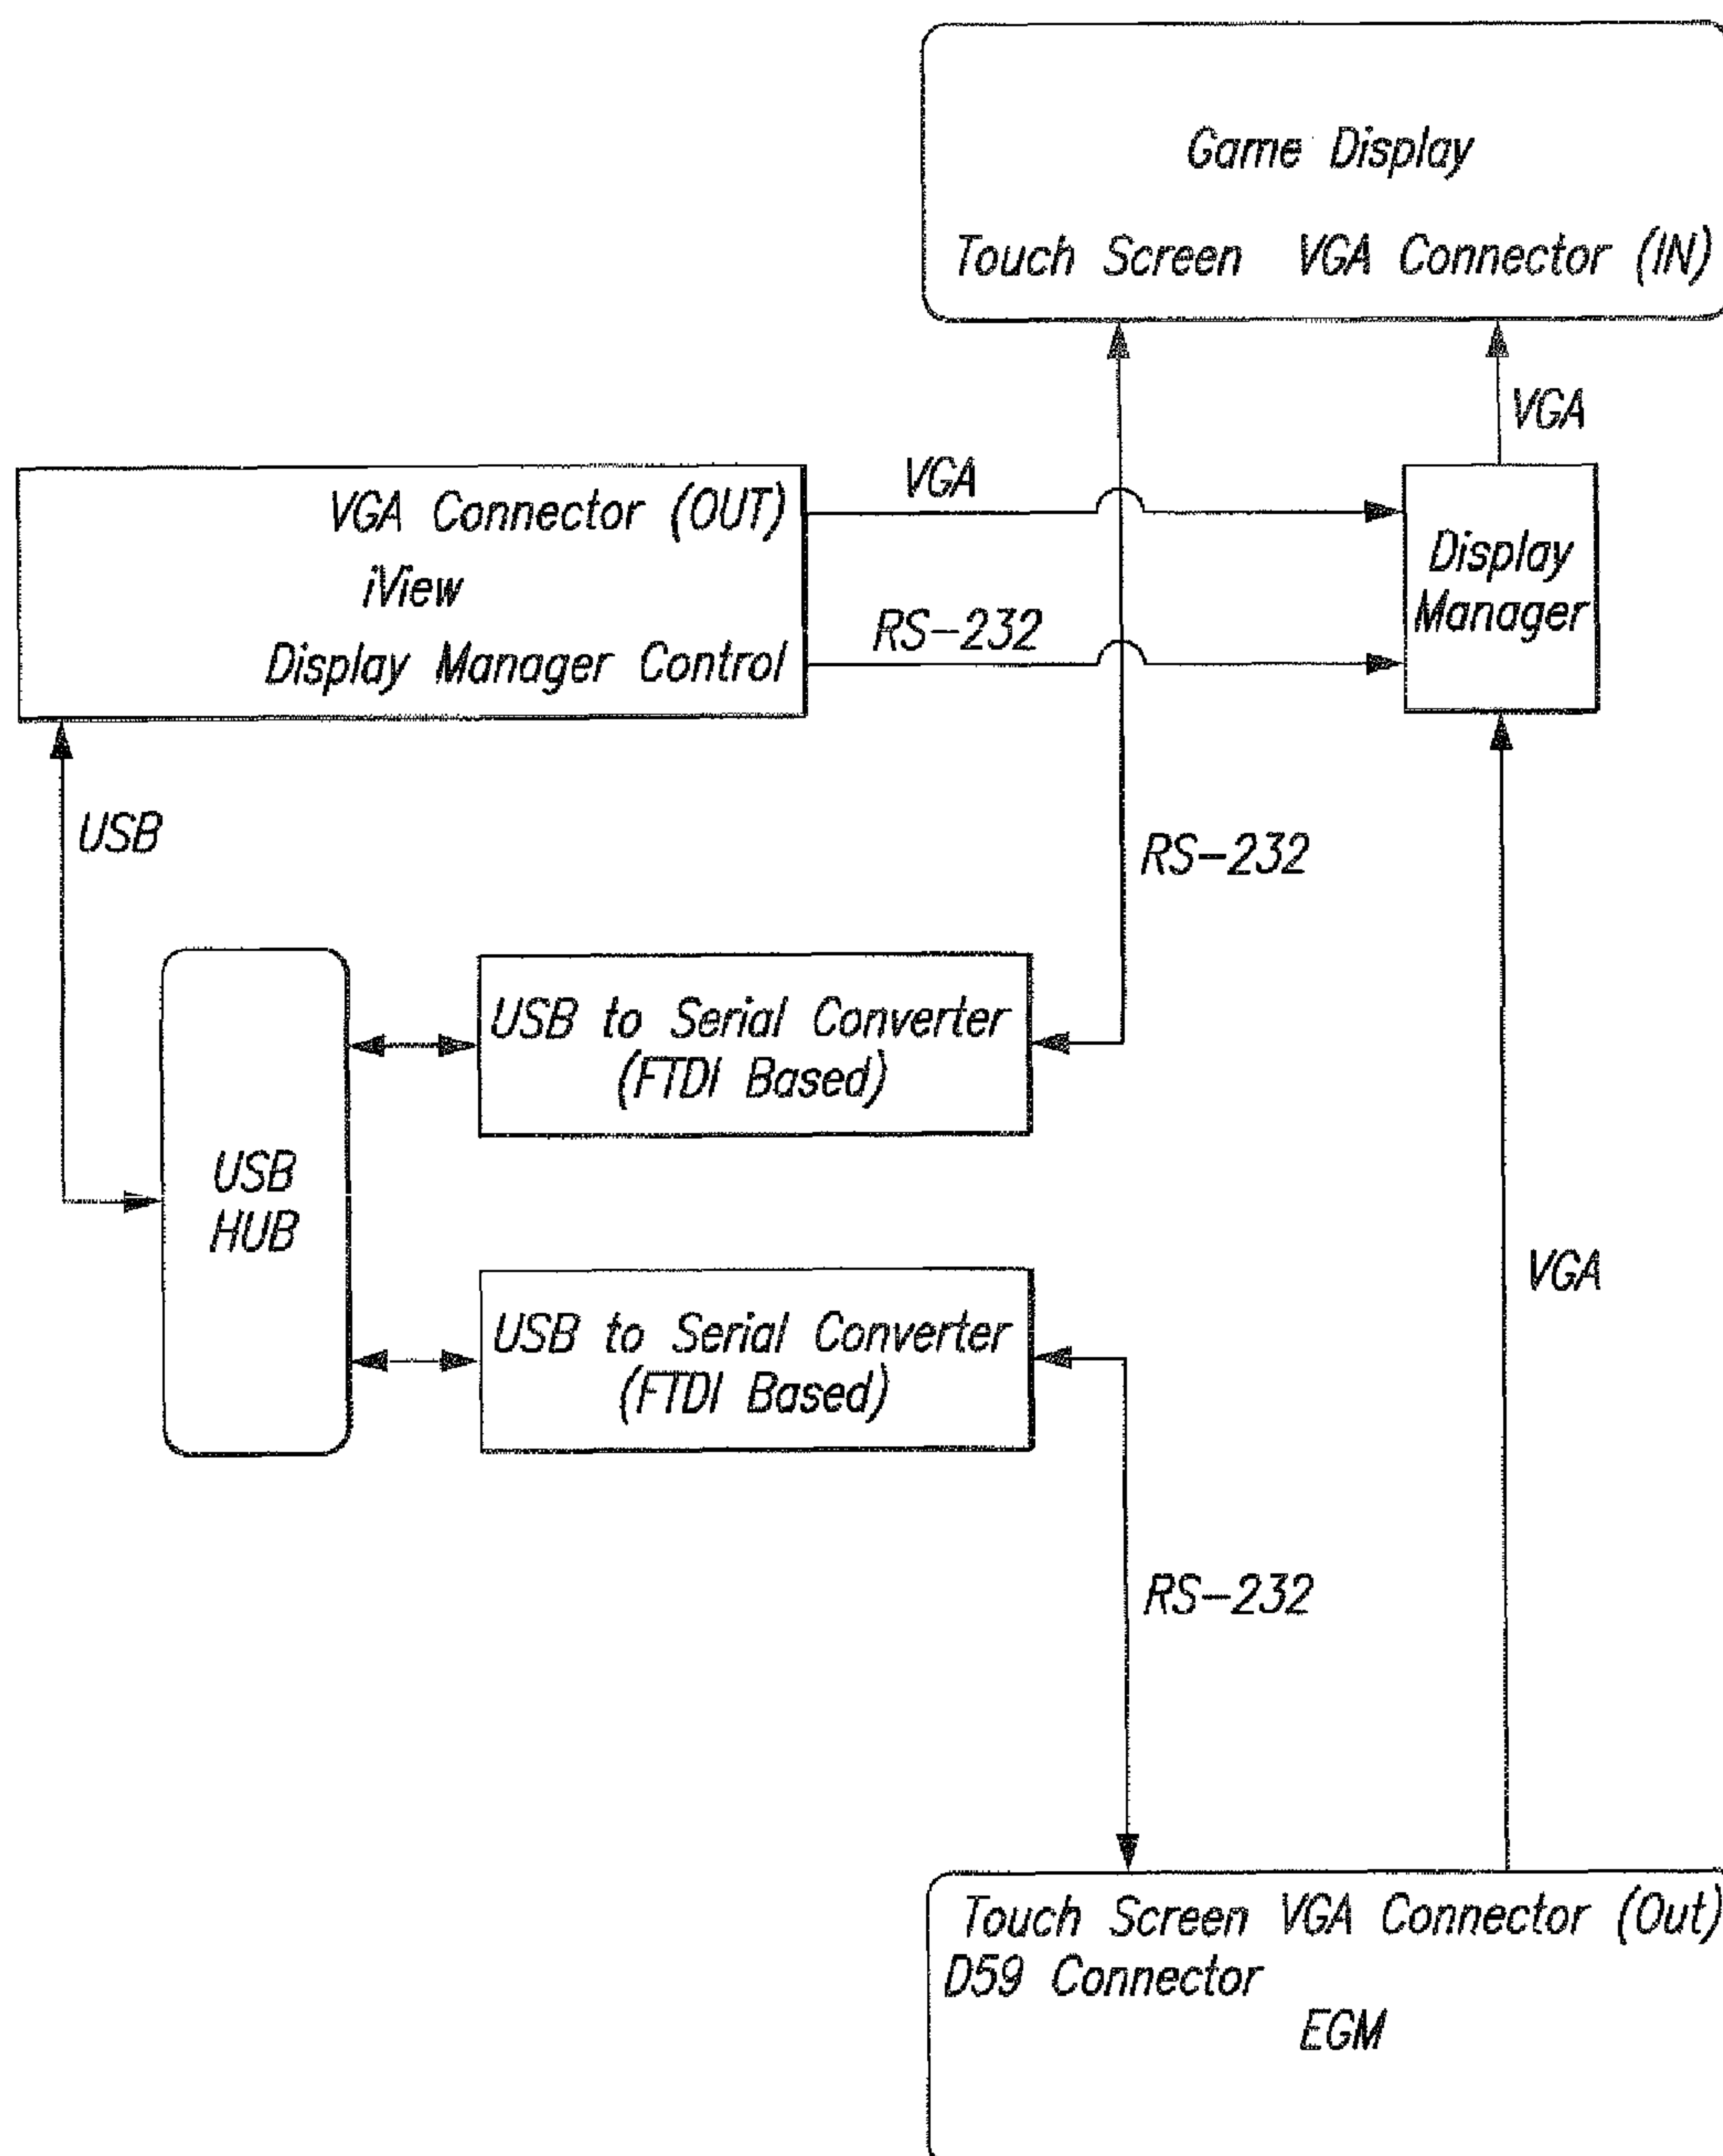 Game Display
Touch Screen VGA Connector (IN)
VGA
VGA Connector (OUT)
iView
Display Manager Control
VGA
RS-232
Display
Manager
USB
RS-232
USB to Serial Converter
(FTDI Based)
USB
HUB
USB to Serial Converter
(FTDI Based)
VGA
RS-232
Touch Screen VGA Connector (Out)
D59 Connector
EGM